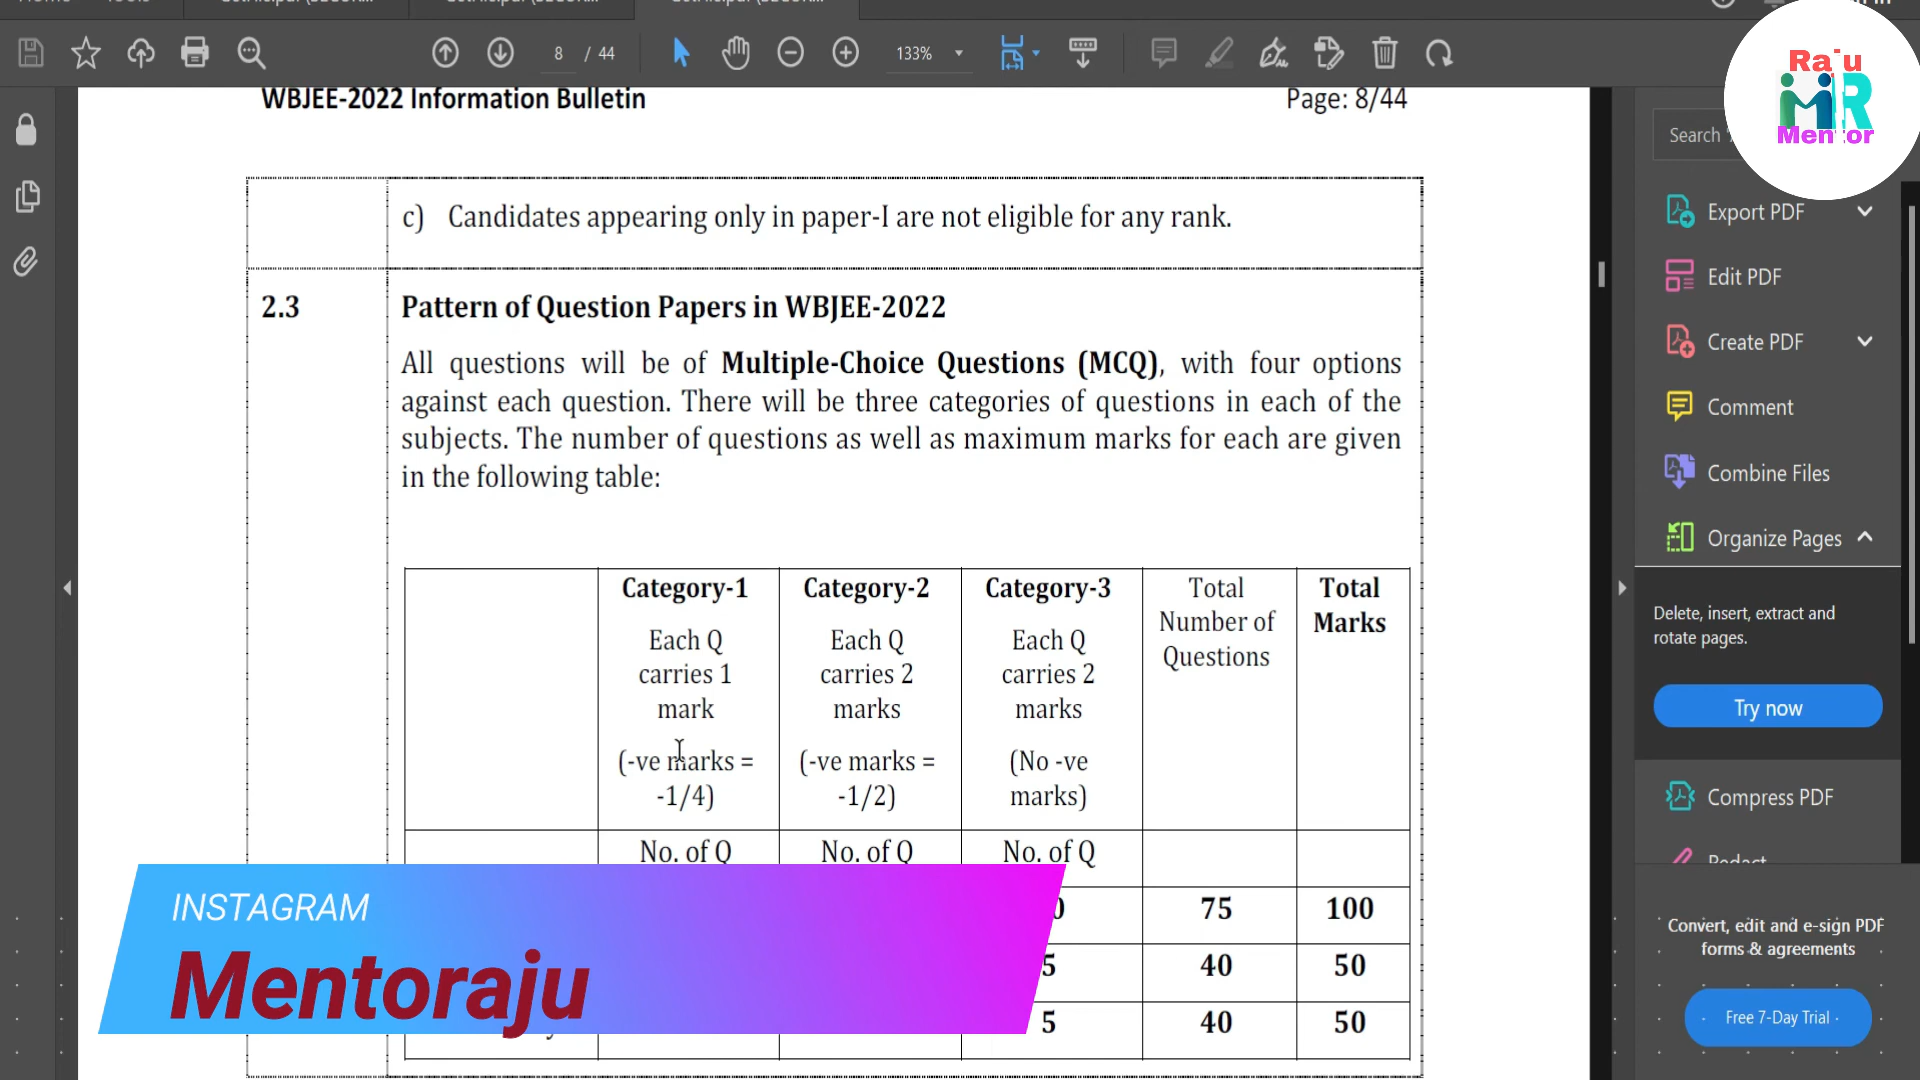 8 / 44
133%
Raju
Mentor
WBJEE-2022 Information Bulletin
Page: 8/44
Search
c) Candidates appearing only in paper-I are not eligible for any rank.
2.3 Pattern of Question Papers in WBJEE-2022
All questions will be of Multiple-Choice Questions (MCQ), with four options
against each question. There will be three categories of questions in each of the
subjects. The number of questions as well as maximum marks for each are given
in the following table:
Category-1
Each Q
carries 1
mark
(-ve marks =
-1/4)
Category-2
Each Q
carries 2
marks
(-ve marks =
-1/2)
Category-3
Each Q
carries 2
marks
(No -ve
marks)
Total
Number of
Questions
Total
Marks
No. of Q No. of Q No. of Q
75 100
5 40 50
5 40 50
INSTAGRAM
Mentoraju
Export PDF
Edit PDF
Create PDF
Comment
Combine Files
Organize Pages
Delete, insert, extract and
rotate pages.
Try now
Compress PDF
Redact
Convert, edit and e-sign PDF
forms & agreements
Free 7-Day Trial